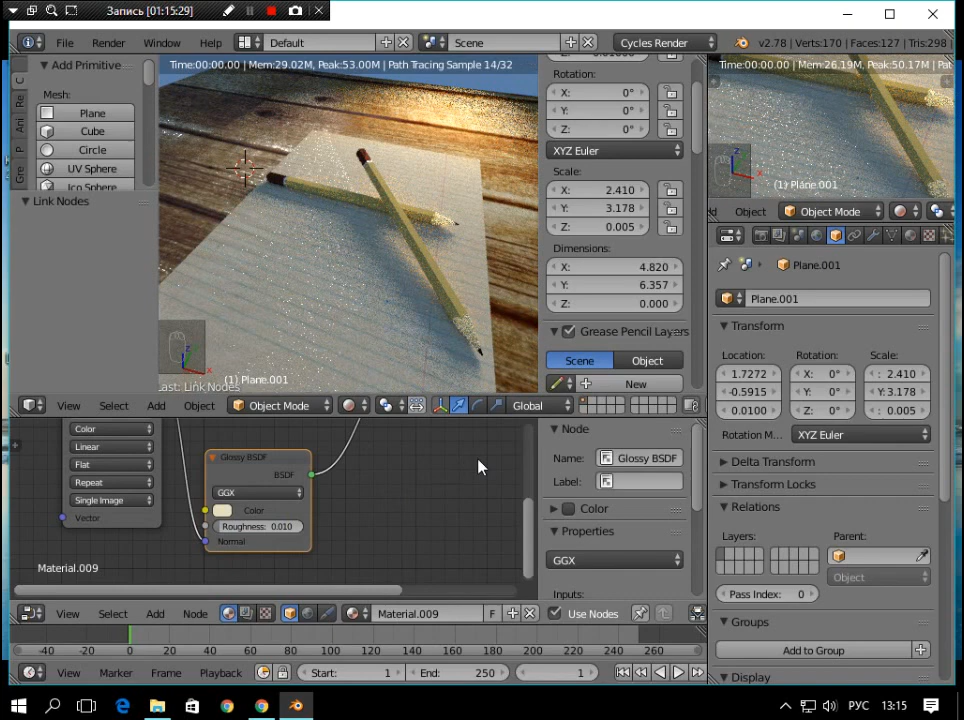 Запись [01:15:29]
File Render Window Help Default Scene Cycles Render v2.78 | Verts:170 | Faces:127 | Tris:298
Add Primitive
Mesh:
Plane
Cube
Circle
UV Sphere
Ico Sphere
Link Nodes
Time:00:00.00 | Mem:29.02M, Peak:53.00M | Path Tracing Sample 14/32
(1) Plane.001
Last: Link Nodes
Rotation:
X: 0°
Y: 0°
Z: 0°
XYZ Euler
Scale:
X: 2.410
Y: 3.178
Z: 0.005
Dimensions:
X: 4.820
Y: 6.357
Z: 0.000
Grease Pencil Layers
Scene Object
New
Time:00:00.00 | Mem:26.19M, Peak:50.17M | Pat
(1) Plane.001
Object Object Mode
Plane.001
Plane.001
Transform
Location: Rotation: Scale:
1.7272 X: 0° : 2.410
-0.5915 Y: 0° Y: 3.178
0.0100 Z: 0° : 0.005
Rotation M... XYZ Euler
Delta Transform
Transform Locks
Relations
Layers: Parent:
Object
Pass Index: 0
Groups
Add to Group
Display
View Select Add Object Object Mode Global
Color
Linear
Flat
Repeat
Single Image
Vector
Glossy BSDF
BSDF
GGX
Color
Roughness: 0.010
Normal
Material.009
Node
Name: Glossy BSDF
Label:
Color
Properties
GGX
Inputs:
View Select Add Node Material.009 F Use Nodes
-40 -20 0 20 40 60 80 100 120 140 160 180 200 220 240 260
View Marker Frame Playback Start: 1 End: 250 1
РУС 13:15